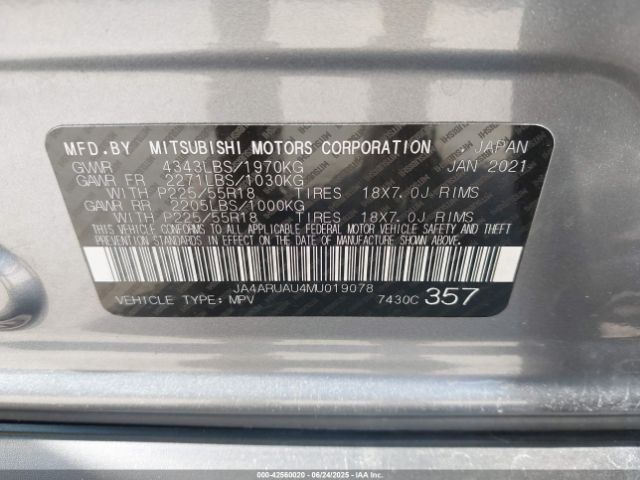 MFD.BY MITSUBISHI MOTORS CORPORATION JAPAN
GVWR 4343LBS/1970KG JAN 2021
GAWR FR 2271LBS/1030KG
WITH P225/55R18 TIRES 18X7.0J RIMS
GAWR RR 2205LBS/1000KG
WITH P225/55R18 TIRES 18X7.0J RIMS
THIS VEHICLE CONFORMS TO ALL APPLICABLE FEDERAL MOTOR VEHICLE SAFETY AND THEFT
PREVENTION STANDARDS IN EFFECT ON THE DATE OF MANUFACTURE SHOWN ABOVE.
JA4ARUAU4MU019078
VEHICLE TYPE: MPV 7430C 357
000-42560020 - 06/24/2025 - IAAI.COM